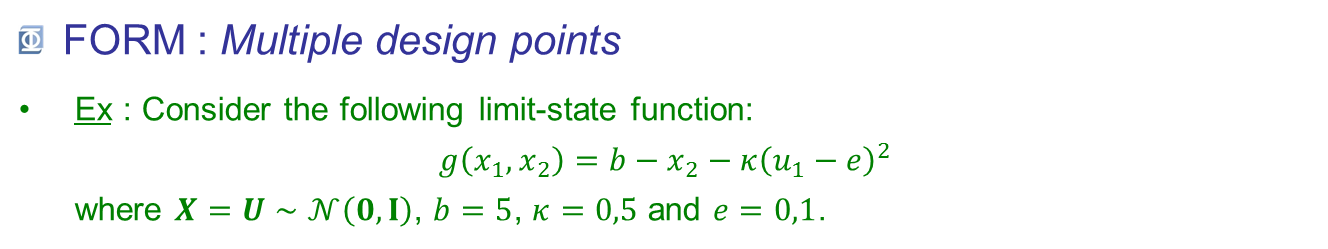 FORM : Multiple design points
• Ex : Consider the following limit-state function:
𝑔(𝑥₁, 𝑥₂) = 𝑏 − 𝑥₂ − 𝜅(𝑢₁ − 𝑒)²
where 𝑿 = 𝑼 ~ 𝒩(𝟎, 𝐈), 𝑏 = 5, 𝜅 = 0,5 and 𝑒 = 0,1.